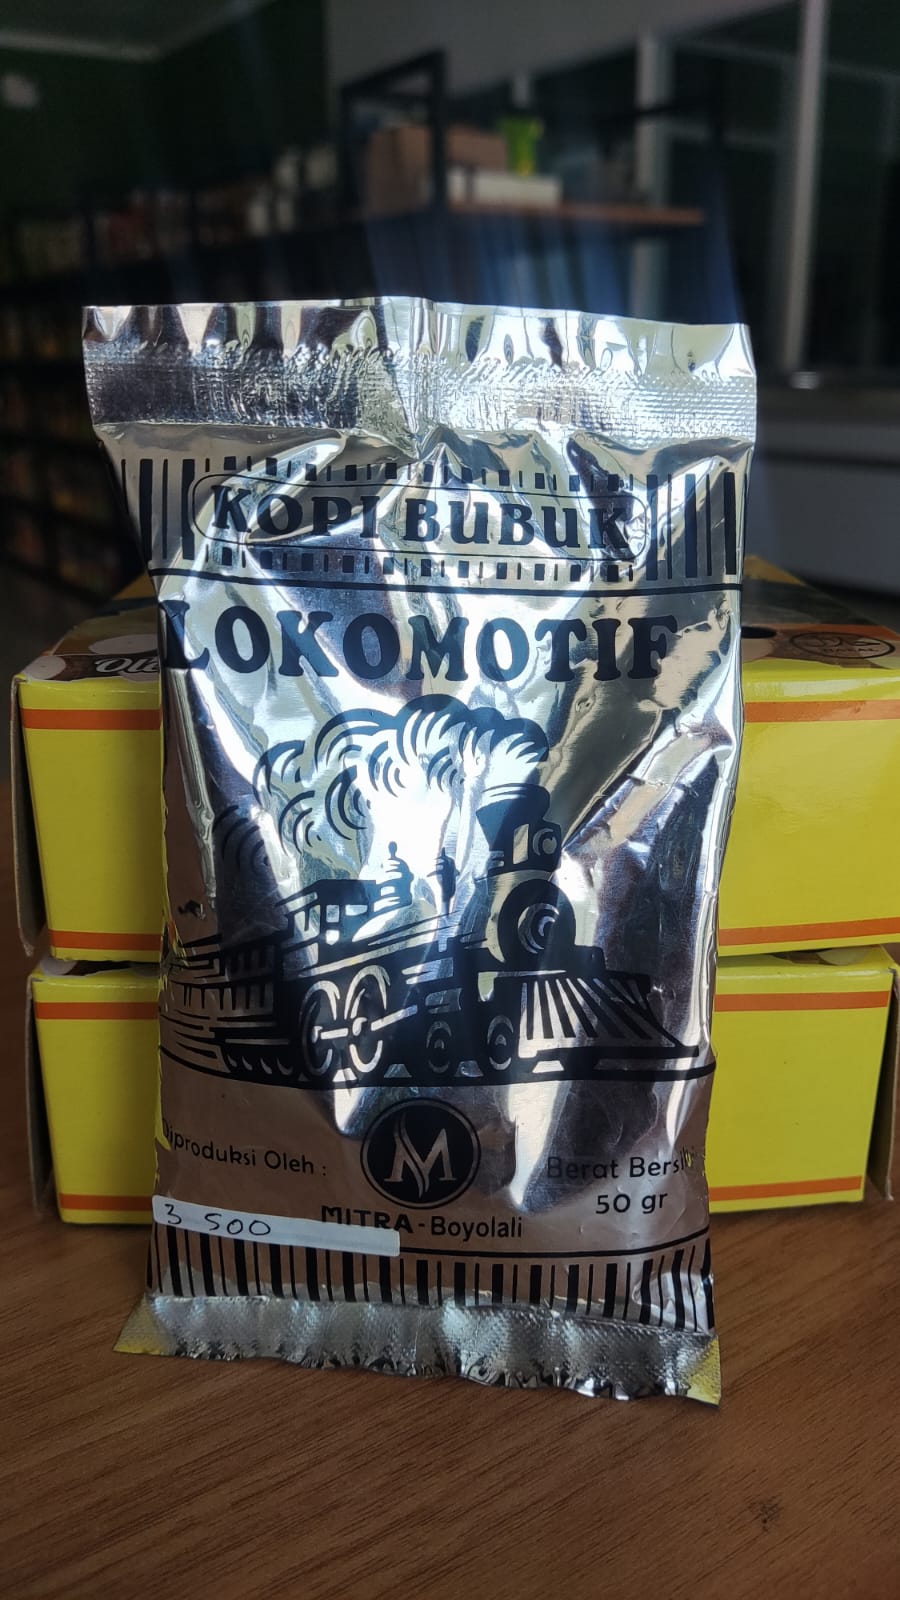 KOPI BUBUK
LOKOMOTIF
Diproduksi Oleh :
M
MITRA - Boyolali
Berat Bersih :
50 gr
3 500